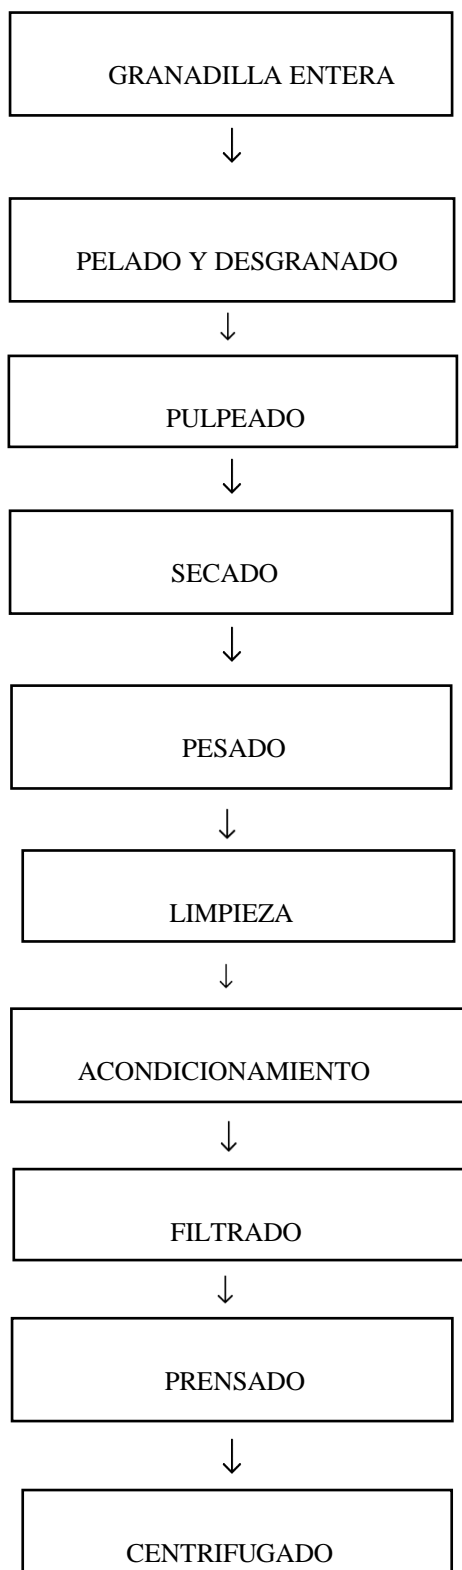 GRANADILLA ENTERA
PELADO Y DESGRANADO
PULPEADO
SECADO
PESADO
LIMPIEZA
ACONDICIONAMIENTO
FILTRADO
PRENSADO
CENTRIFUGADO